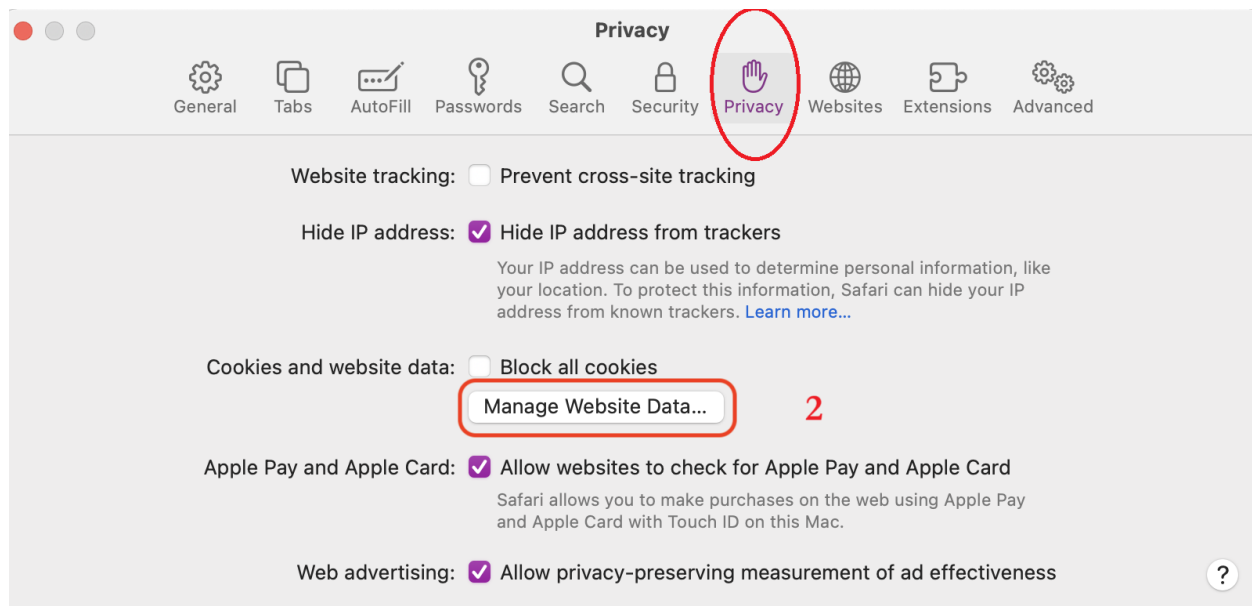 Privacy
General Tabs AutoFill Passwords Search Security Privacy Websites Extensions Advanced
Website tracking: Prevent cross-site tracking
Hide IP address: Hide IP address from trackers
Your IP address can be used to determine personal information, like
your location. To protect this information, Safari can hide your IP
address from known trackers. Learn more...
Cookies and website data: Block all cookies
Manage Website Data...
2
Apple Pay and Apple Card: Allow websites to check for Apple Pay and Apple Card
Safari allows you to make purchases on the web using Apple Pay
and Apple Card with Touch ID on this Mac.
Web advertising: Allow privacy-preserving measurement of ad effectiveness
?